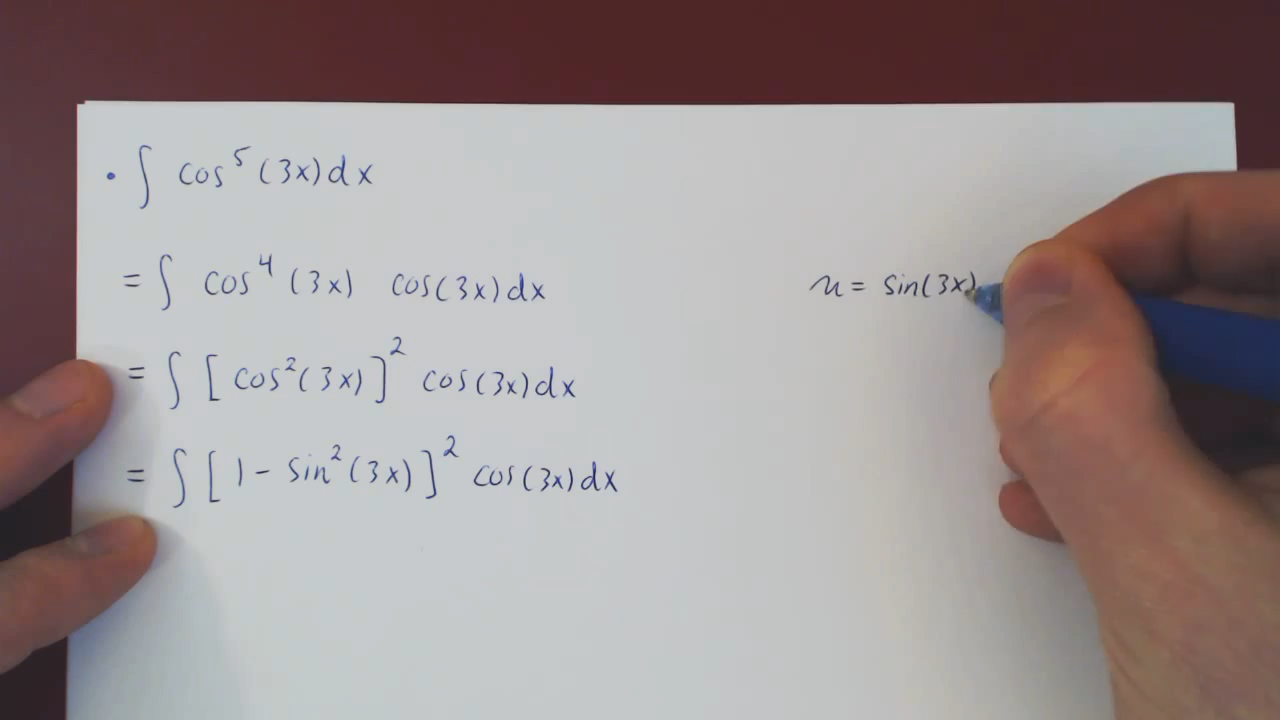 • ∫ cos⁵ (3x) dx
= ∫ cos⁴ (3x) cos(3x) dx
u = sin(3x)
= ∫ [cos²(3x)]² cos(3x) dx
= ∫ [1 - sin²(3x)]² cos(3x) dx